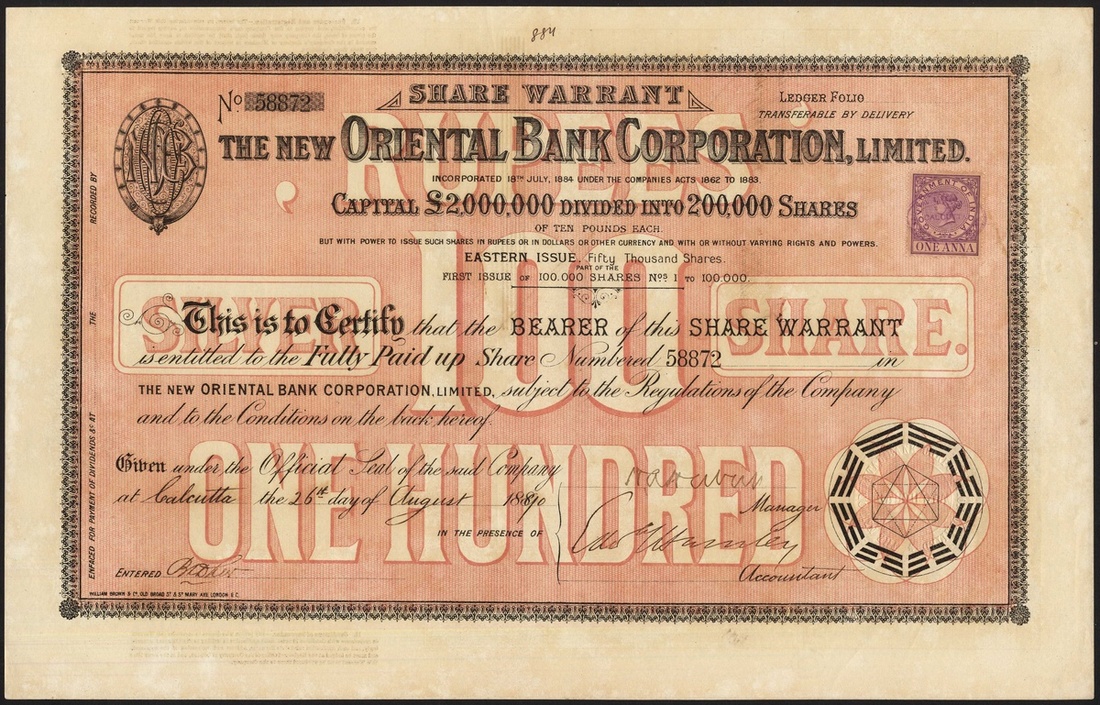 884
No 58872
SHARE WARRANT
LEDGER FOLIO
TRANSFERABLE BY DELIVERY
THE NEW ORIENTAL BANK CORPORATION, LIMITED.
INCORPORATED 18TH JULY, 1884 UNDER THE COMPANIES ACTS 1862 TO 1883.
CAPITAL £2,000,000 DIVIDED INTO 200,000 SHARES
OF TEN POUNDS EACH.
BUT WITH POWER TO ISSUE SUCH SHARES IN RUPEES OR IN DOLLARS OR OTHER CURRENCY AND WITH OR WITHOUT VARYING RIGHTS AND POWERS.
EASTERN ISSUE, Fifty Thousand Shares.
PART OF THE
FIRST ISSUE OF 100.000 SHARES Nos 1 TO 100.000.
GOVERNMENT OF INDIA
ONE ANNA
RUPEES,
100
SILVER SHARE.
ONE HUNDRED
This is to Certify that the BEARER of this SHARE WARRANT
is entitled to the Fully Paid up Share Numbered 58872 in
THE NEW ORIENTAL BANK CORPORATION, LIMITED, subject to the Regulations of the Company
and to the Conditions on the back hereof.
Given under the Official Seal of the said Company
at Calcutta the 26th day of August 1890
Manager
IN THE PRESENCE OF
Accountant
ENTERED
WILLIAM BROWN & Co, OLD BROAD ST & ST MARY AXE LONDON E C.
ENFACED FOR PAYMENT OF DIVIDENDS &c AT THE RECORDED BY